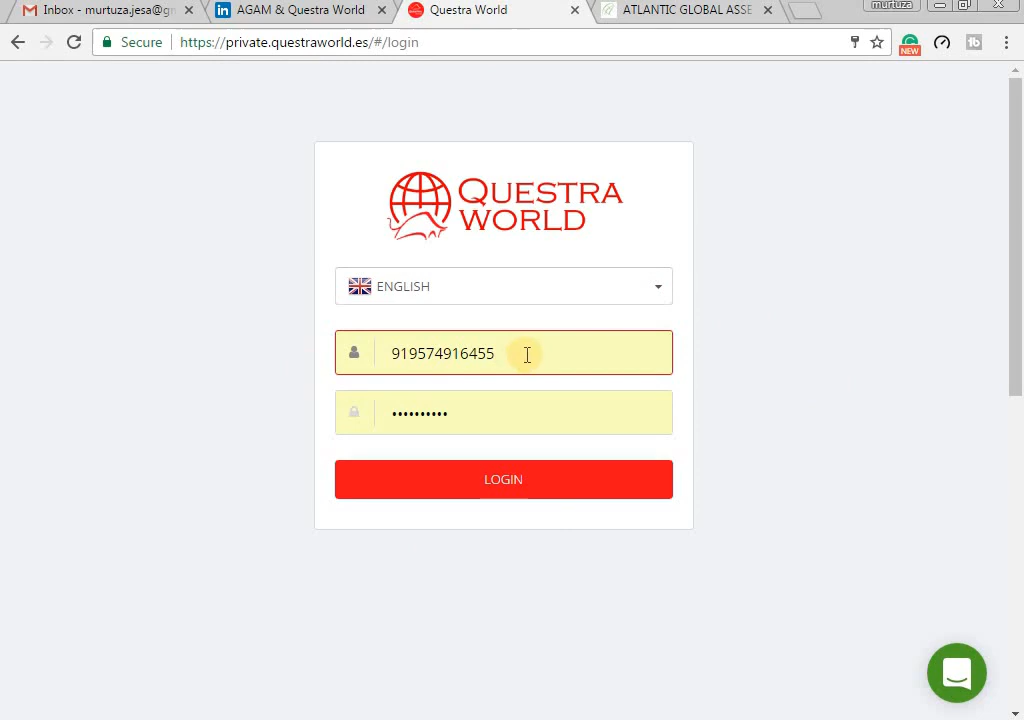 Inbox - murtuza.jesa@gm
AGAM & Questra World
Questra World
ATLANTIC GLOBAL ASSE
murtuza
Secure
https://private.questraworld.es/#/login
NEW
QUESTRA
WORLD
ENGLISH
919574916455
••••••••••
LOGIN